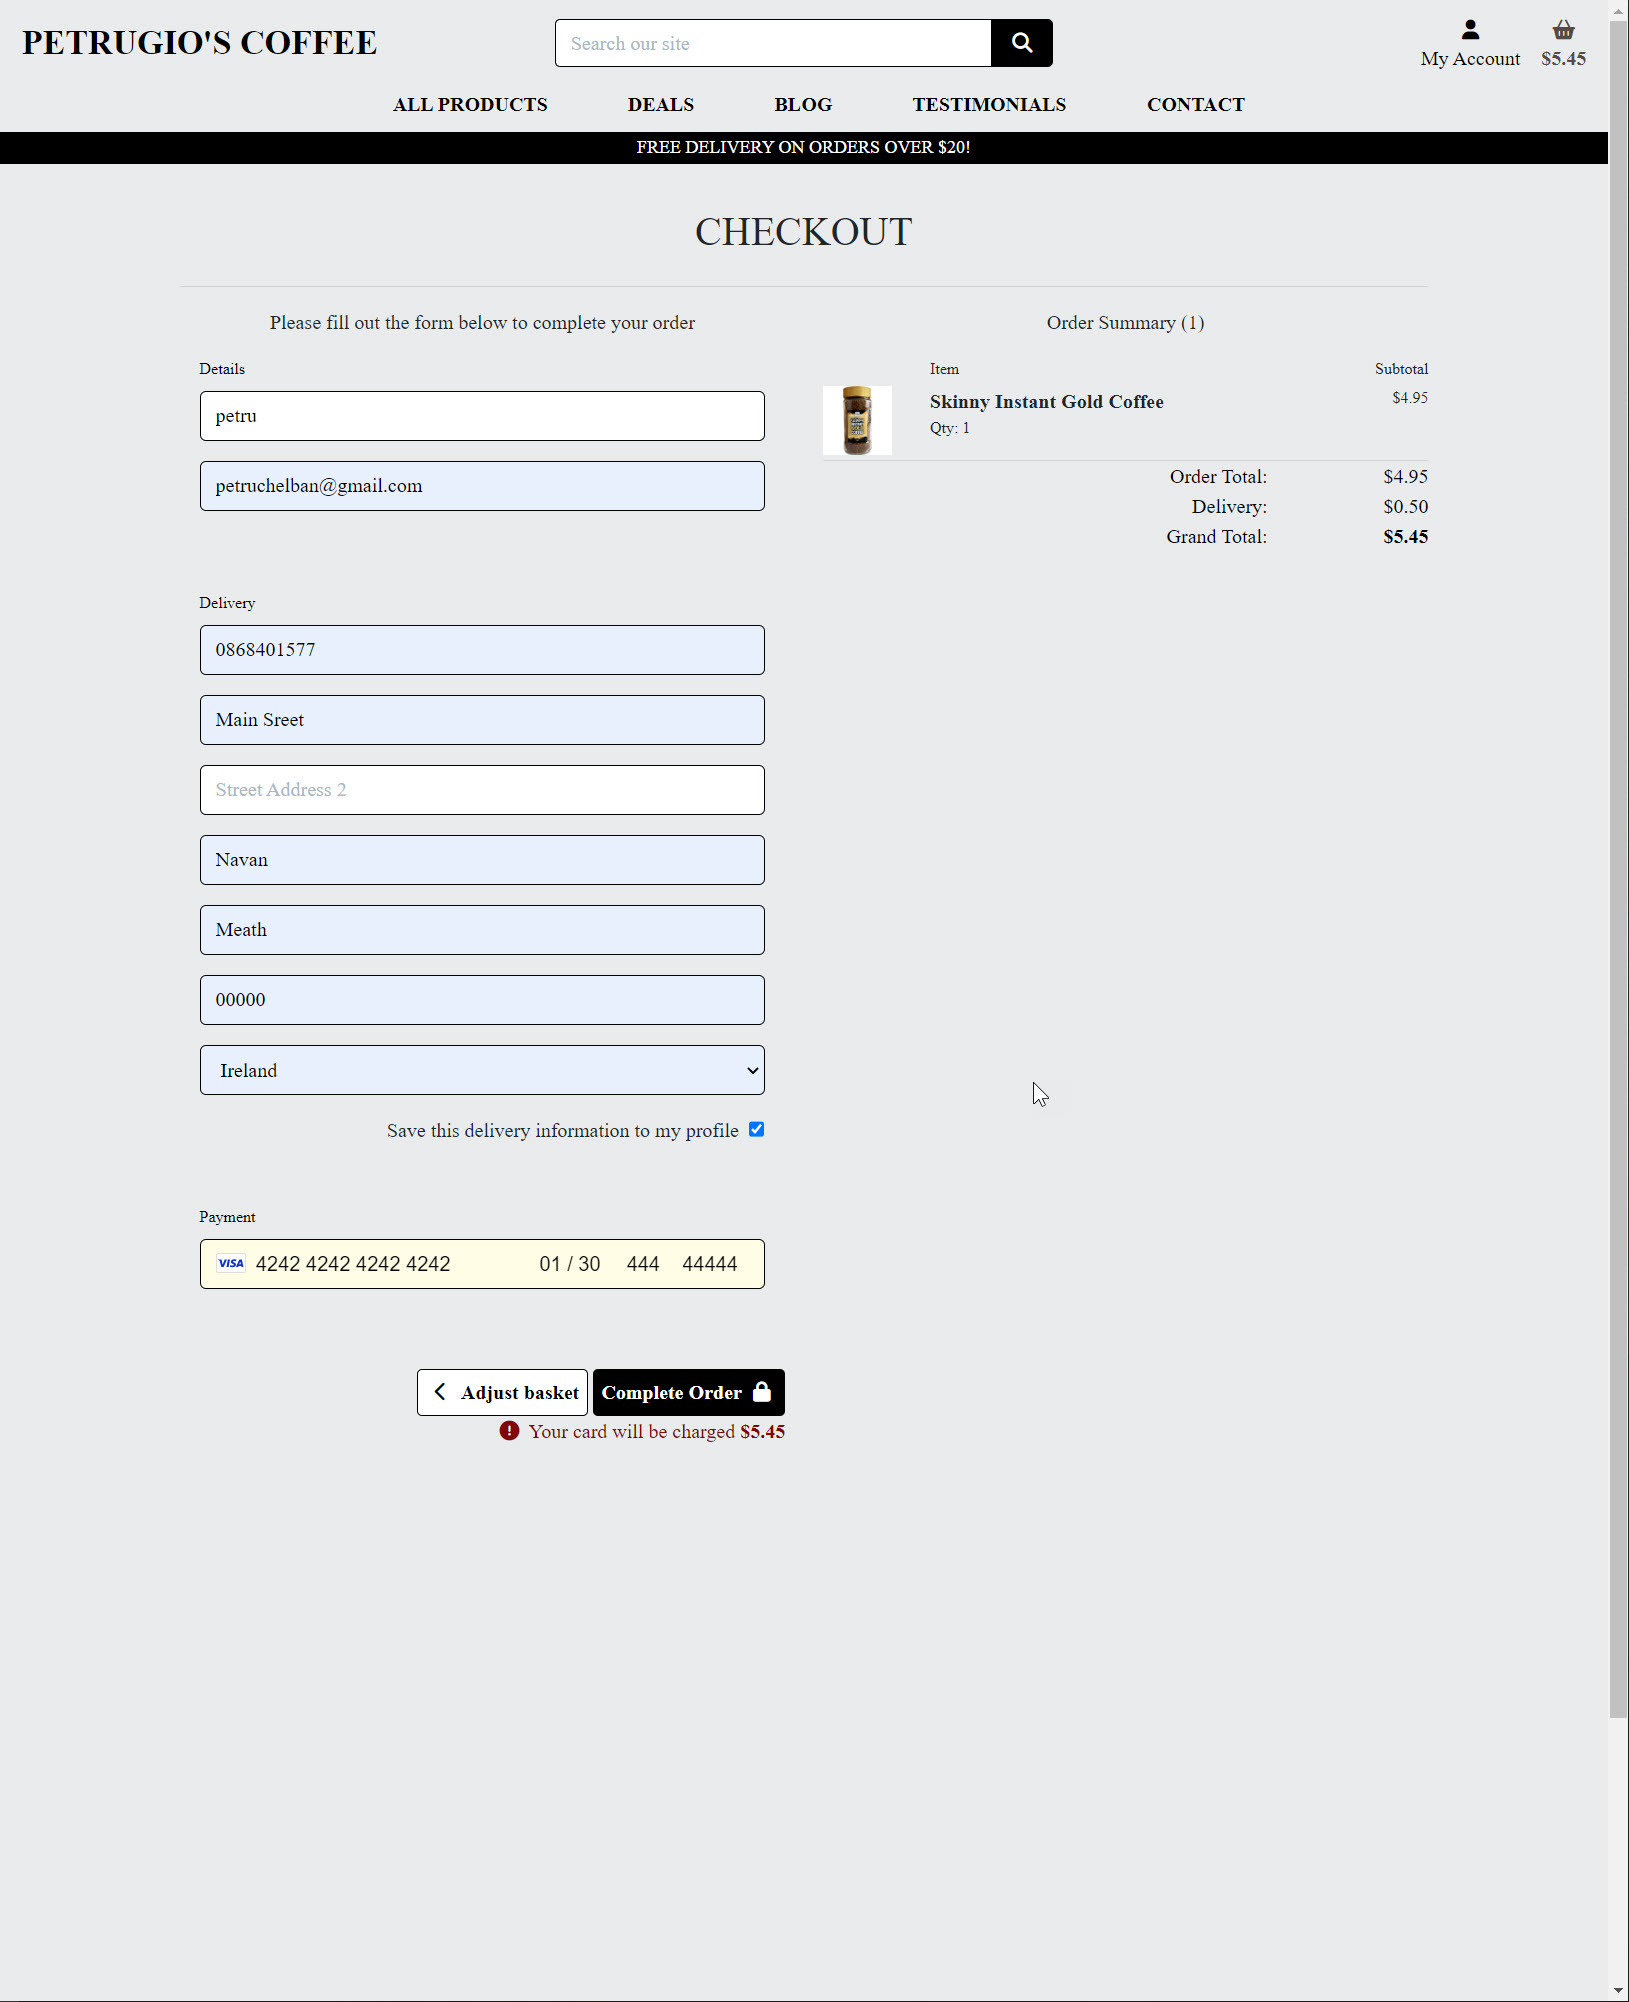 PETRUGIO'S COFFEE
Search our site
My Account
$5.45
ALL PRODUCTS DEALS BLOG TESTIMONIALS CONTACT
FREE DELIVERY ON ORDERS OVER $20!
CHECKOUT
Please fill out the form below to complete your order
Details
petru
petruchelban@gmail.com
Delivery
0868401577
Main Sreet
Street Address 2
Navan
Meath
00000
Ireland
Save this delivery information to my profile
Payment
VISA 4242 4242 4242 4242 01 / 30 444 44444
Adjust basket
Complete Order
Your card will be charged $5.45
Order Summary (1)
Item Subtotal
Skinny Instant Gold Coffee $4.95
Qty: 1
Order Total: $4.95
Delivery: $0.50
Grand Total: $5.45